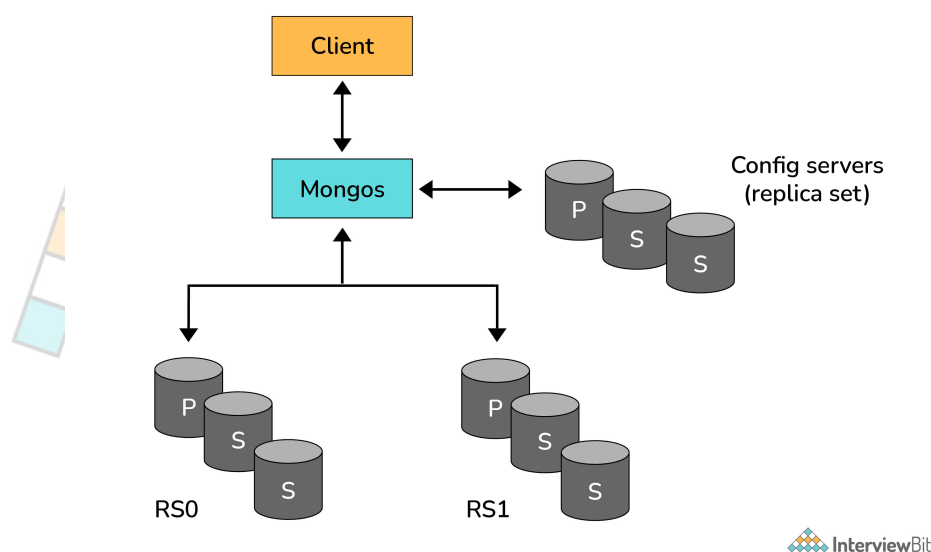 Client
Mongos
Config servers
(replica set)
P
S
S
P
S
S
RS0
P
S
S
RS1
InterviewBit